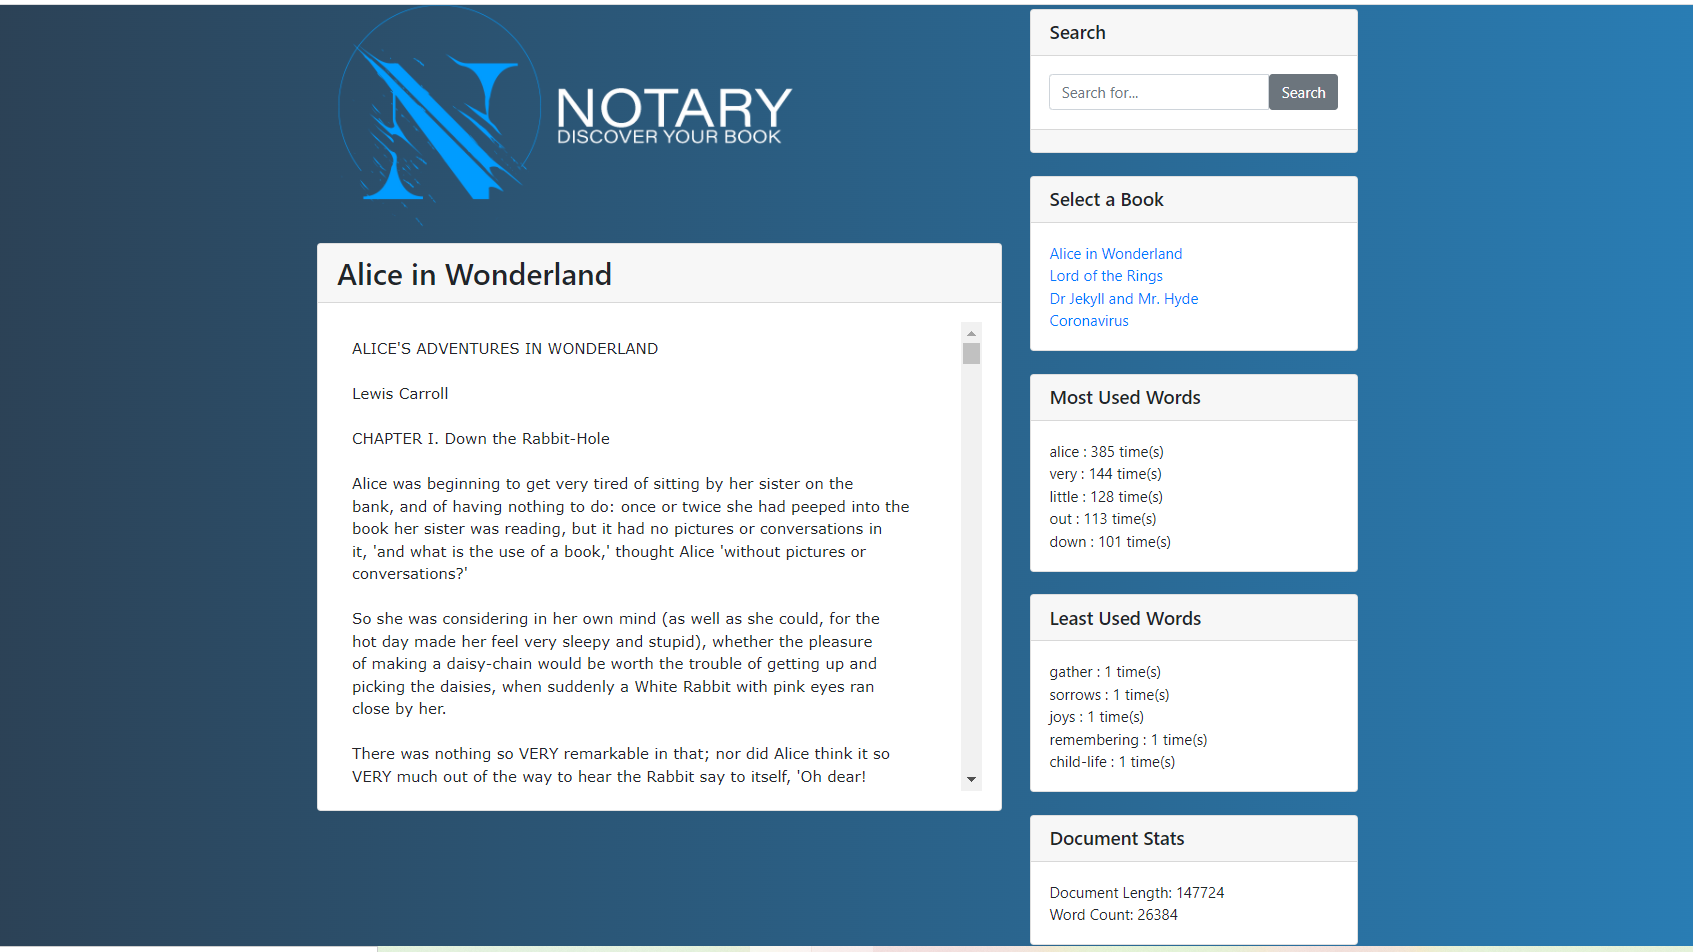 NOTARY
DISCOVER YOUR BOOK
Alice in Wonderland
ALICE'S ADVENTURES IN WONDERLAND
Lewis Carroll
CHAPTER I. Down the Rabbit-Hole
Alice was beginning to get very tired of sitting by her sister on the
bank, and of having nothing to do: once or twice she had peeped into the
book her sister was reading, but it had no pictures or conversations in
it, 'and what is the use of a book,' thought Alice 'without pictures or
conversations?'
So she was considering in her own mind (as well as she could, for the
hot day made her feel very sleepy and stupid), whether the pleasure
of making a daisy-chain would be worth the trouble of getting up and
picking the daisies, when suddenly a White Rabbit with pink eyes ran
close by her.
There was nothing so VERY remarkable in that; nor did Alice think it so
VERY much out of the way to hear the Rabbit say to itself, 'Oh dear!
Search
Search for...
Search
Select a Book
Alice in Wonderland
Lord of the Rings
Dr Jekyll and Mr. Hyde
Coronavirus
Most Used Words
alice : 385 time(s)
very : 144 time(s)
little : 128 time(s)
out : 113 time(s)
down : 101 time(s)
Least Used Words
gather : 1 time(s)
sorrows : 1 time(s)
joys : 1 time(s)
remembering : 1 time(s)
child-life : 1 time(s)
Document Stats
Document Length: 147724
Word Count: 26384